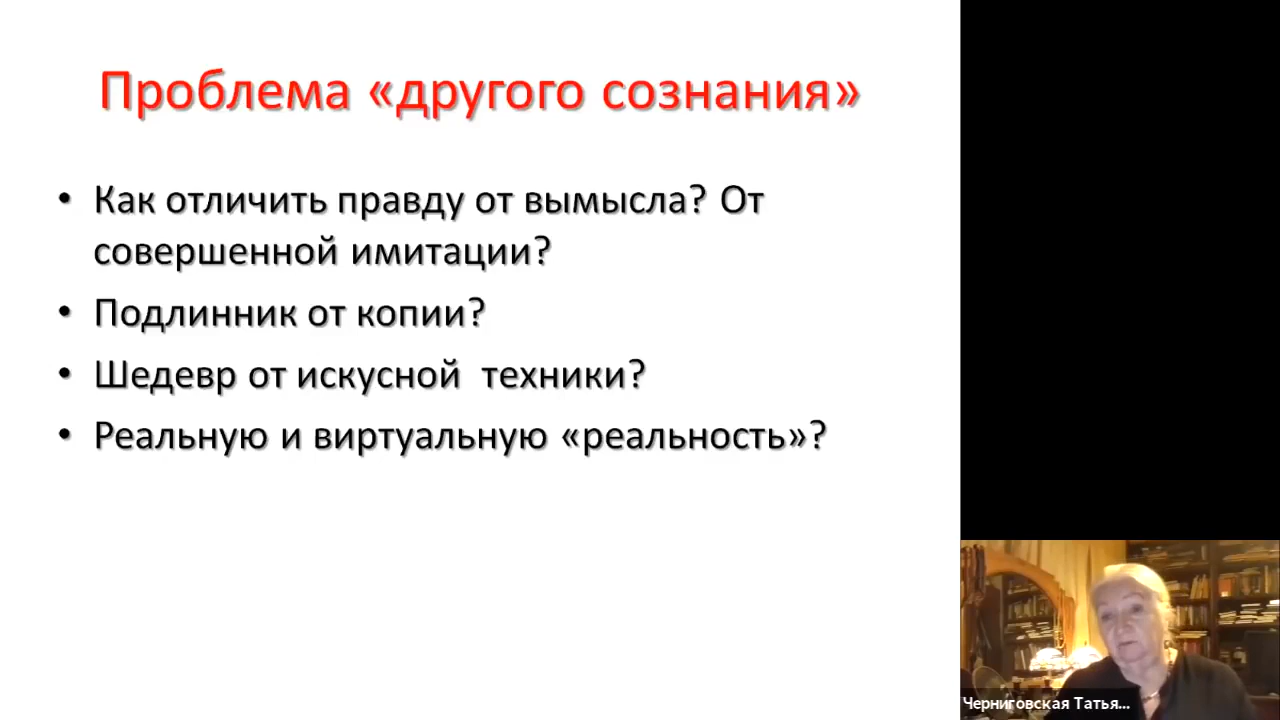 Проблема «другого сознания»
• Как отличить правду от вымысла? От
совершенной имитации?
• Подлинник от копии?
• Шедевр от искусной  техники?
• Реальную и виртуальную «реальность»?
Черниговская Татья...